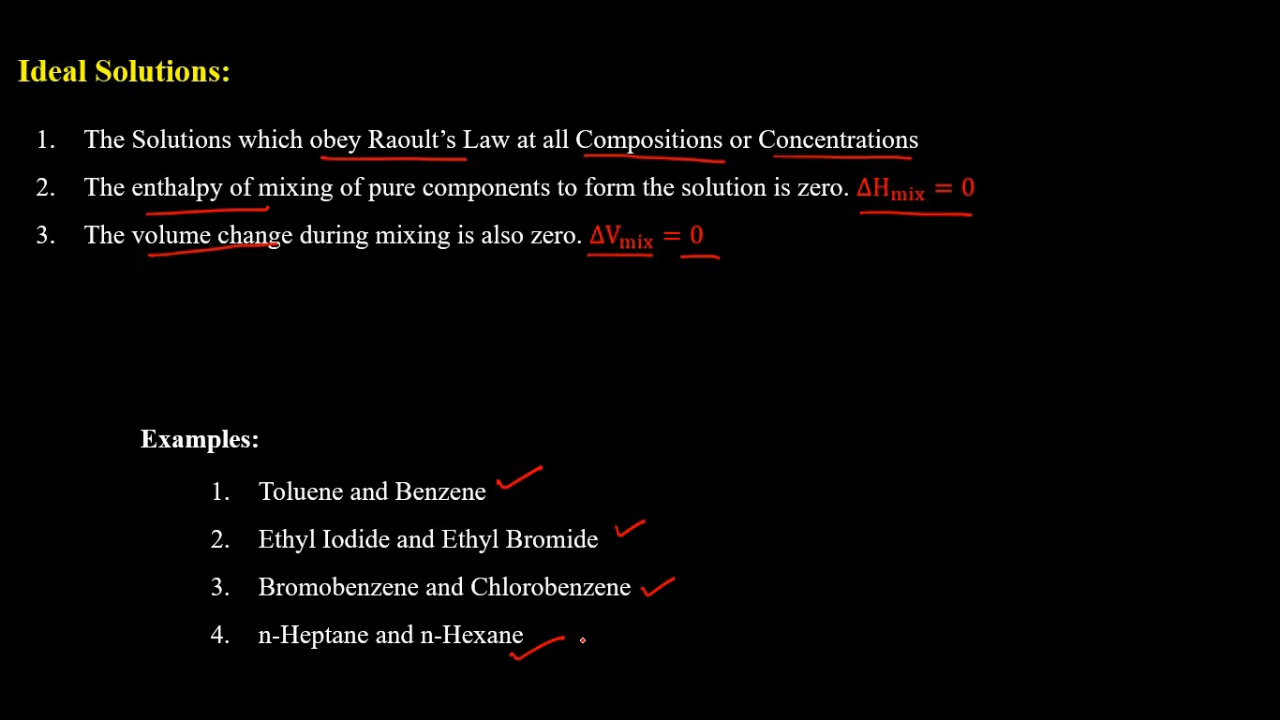 Ideal Solutions:
1. The Solutions which obey Raoult's Law at all Compositions or Concentrations
2. The enthalpy of mixing of pure components to form the solution is zero. ΔHmix = 0
3. The volume change during mixing is also zero. ΔVmix = 0
Examples:
1. Toluene and Benzene
2. Ethyl Iodide and Ethyl Bromide
3. Bromobenzene and Chlorobenzene
4. n-Heptane and n-Hexane